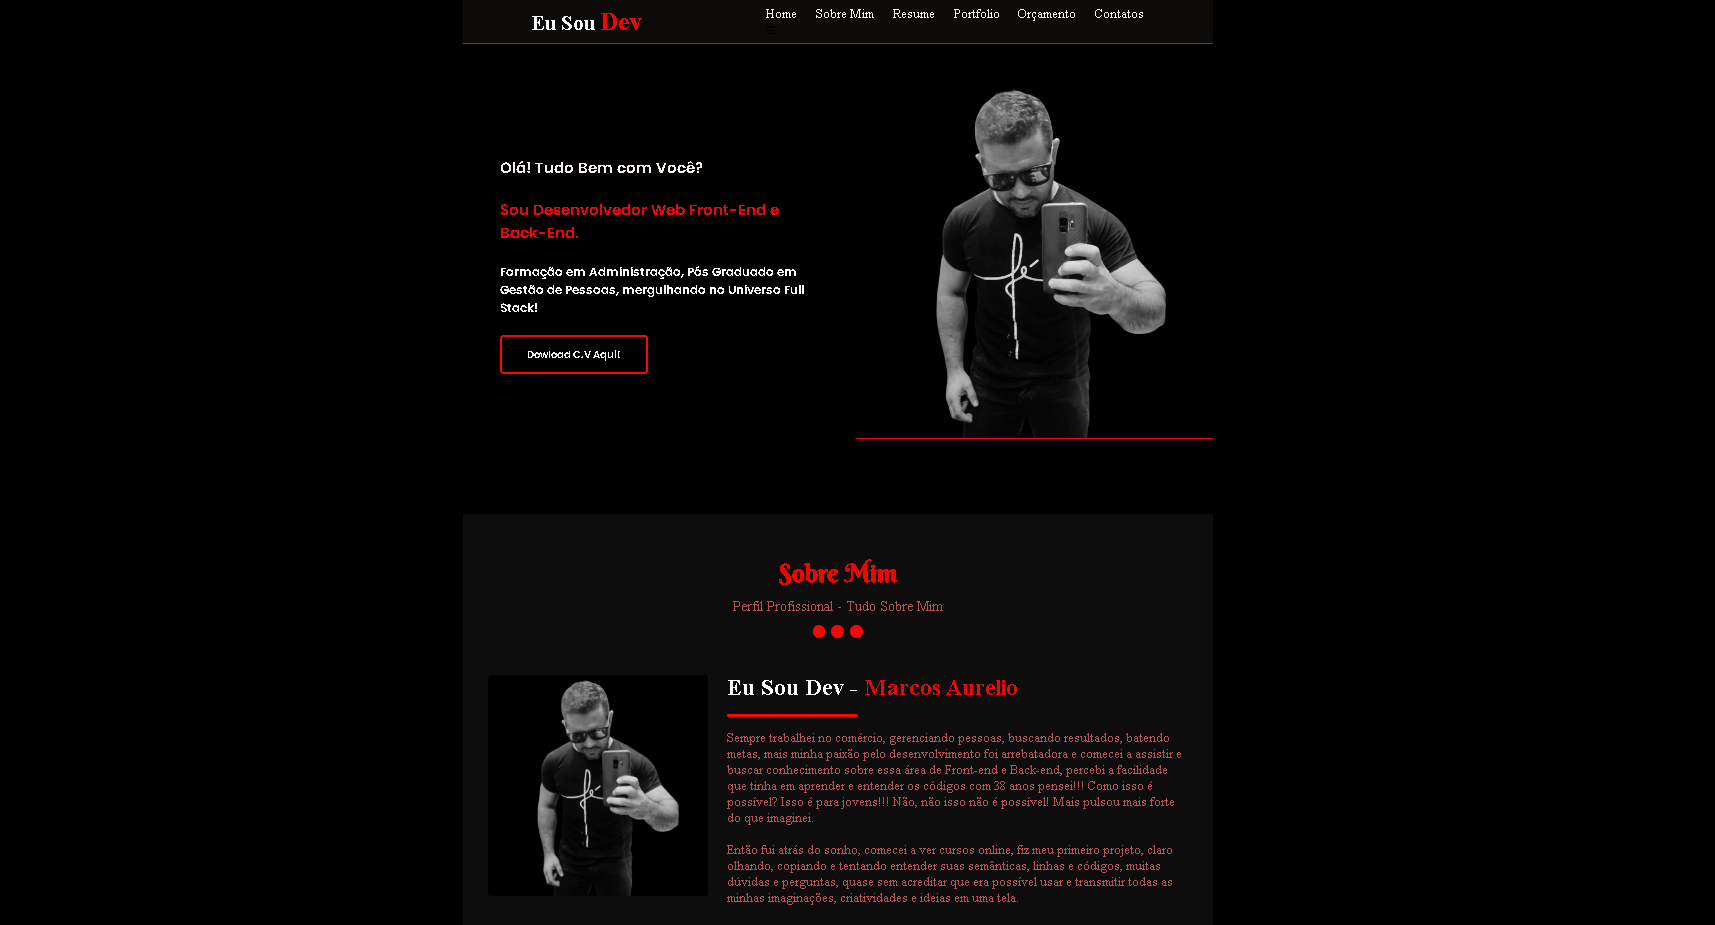 Eu Sou Dev
Home Sobre Mim Resume Portfolio Orçamento Contatos
Olá! Tudo Bem com Você?
Sou Desenvolvedor Web Front-End e
Back-End.
Formação em Administração, Pós Graduado em
Gestão de Pessoas, mergulhando no Universo Full
Stack!
Dowload C.V Aqui!
fé
Sobre Mim
Perfil Profissional - Tudo Sobre Mim
fé
Eu Sou Dev - Marcos Aurelio
Sempre trabalhei no comércio, gerenciando pessoas, buscando resultados, batendo
metas, mais minha paixão pelo desenvolvimento foi arrebatadora e comecei a assistir e
buscar conhecimento sobre essa área de Front-end e Back-end, percebi a facilidade
que tinha em aprender e entender os códigos com 38 anos pensei!!! Como isso é
possível? Isso é para jovens!!! Não, não isso não é possível! Mais pulsou mais forte
do que imaginei.
Então fui atrás do sonho, comecei a ver cursos online, fiz meu primeiro projeto, claro
olhando, copiando e tentando entender suas semânticas, linhas e códigos, muitas
dúvidas e perguntas, quase sem acreditar que era possível usar e transmitir todas as
minhas imaginações, criatividades e ideias em uma tela.